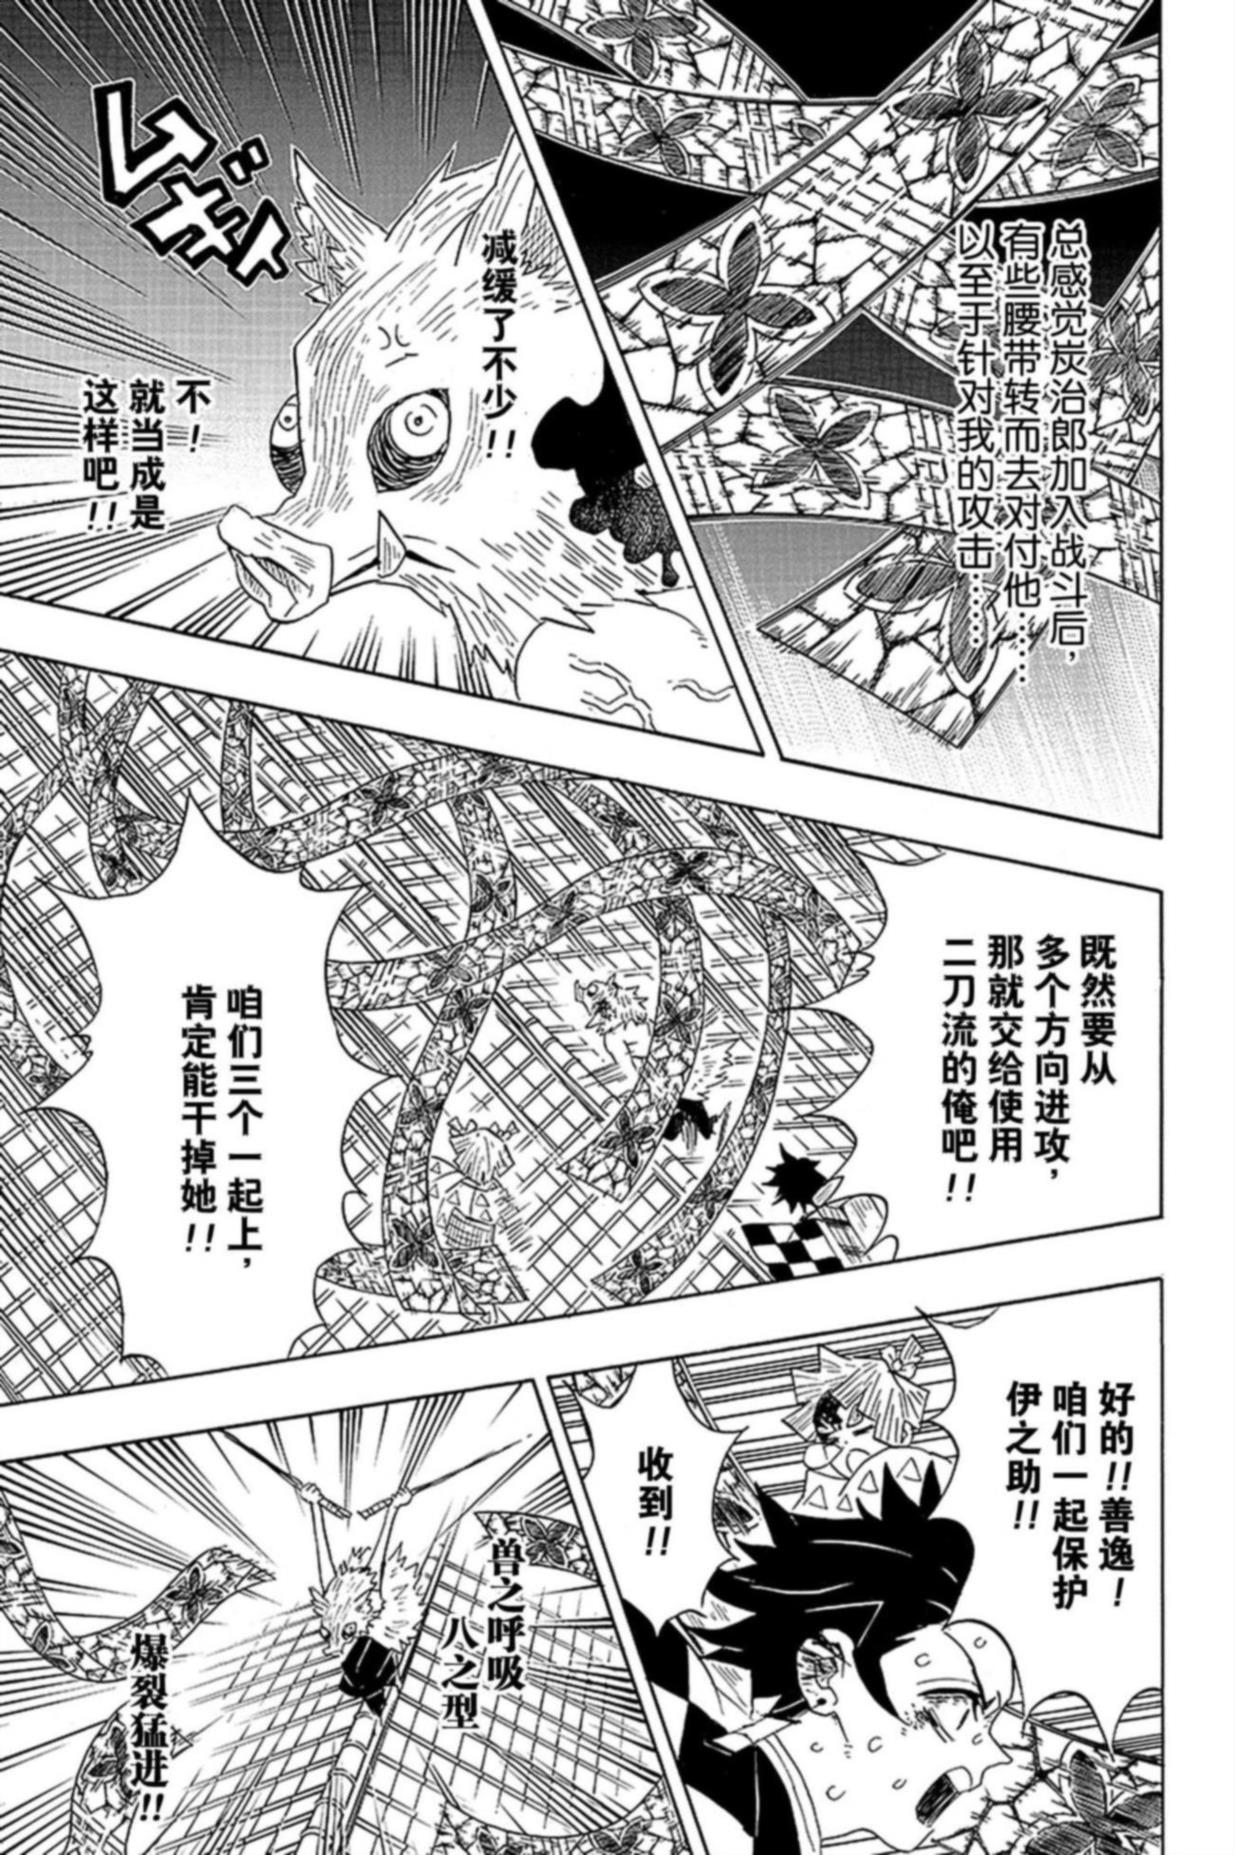 总感觉炭治郎加入战斗后,
有些腰带转而去对付他……
以至于针对我的攻击……
减缓了不少!!
ムギッ
不!
就当成是
这样吧!!
既然要从
多个方向进攻,
那就交给使用
二刀流的俺吧!!
咱们三个一起上,
肯定能干掉她!!
好的!!善逸!
咱们一起保护
伊之助!!
收到!!
兽之呼吸
八之型
爆裂猛进!!